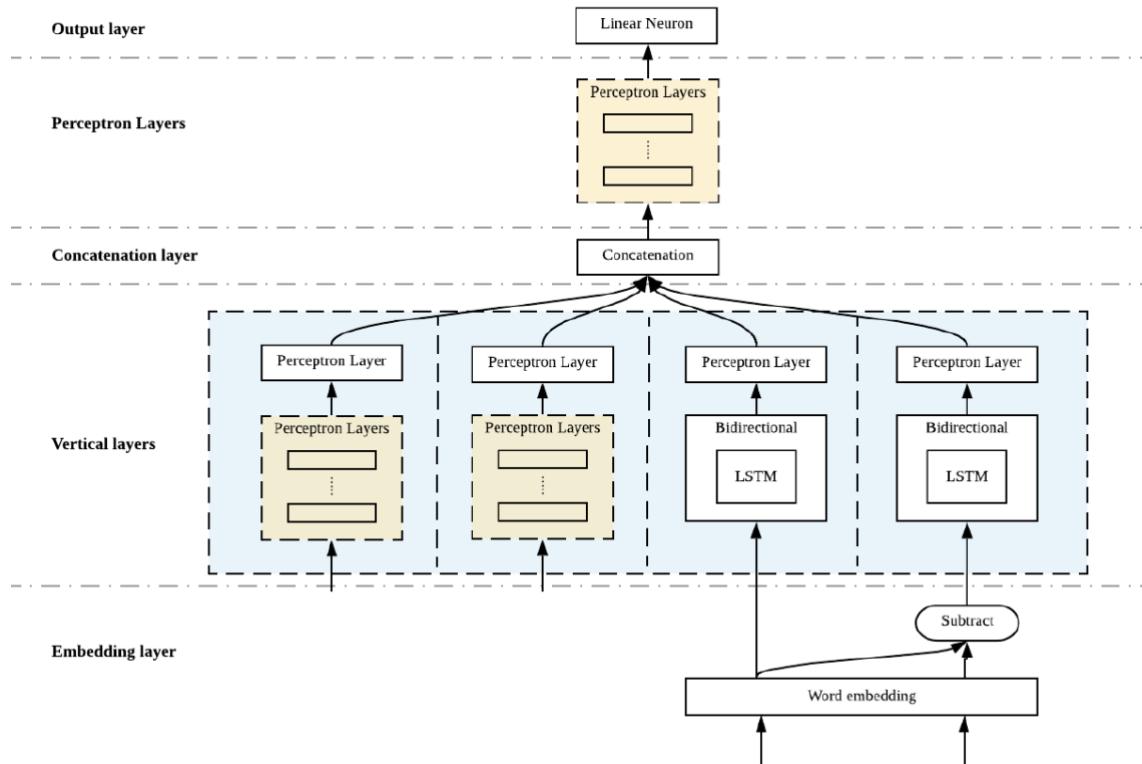 Output layer
Linear Neuron
Perceptron Layers
Perceptron Layers
Concatenation layer
Concatenation
Perceptron Layer
Perceptron Layer
Perceptron Layer
Perceptron Layer
Vertical layers
Perceptron Layers
Perceptron Layers
Bidirectional
LSTM
Bidirectional
LSTM
Embedding layer
Subtract
Word embedding